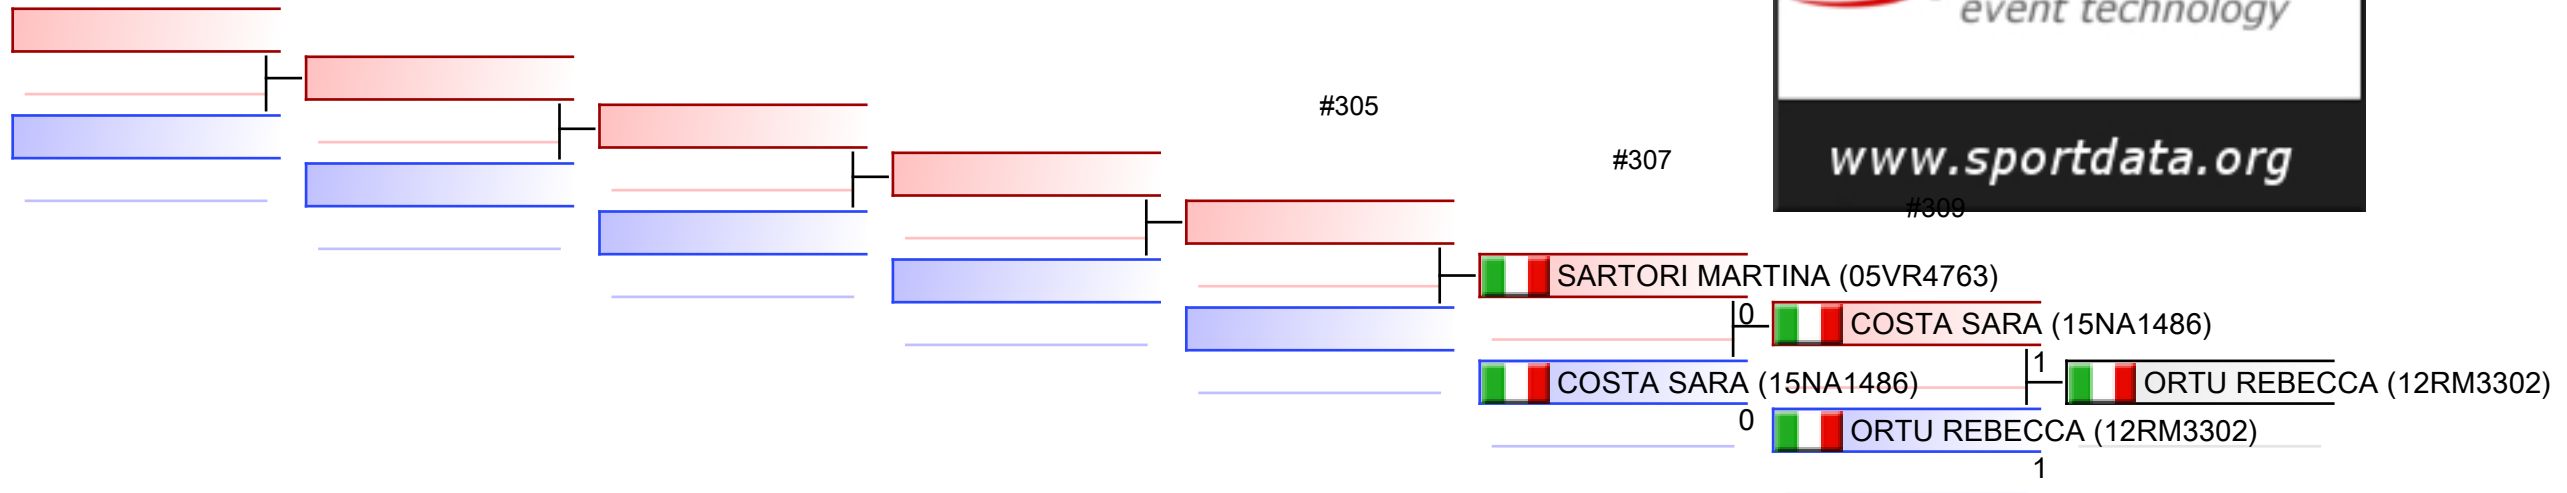 event technology
#305
#307
www.sportdata.org
#309
SARTORI MARTINA (05VR4763)
0
COSTA SARA (15NA1486)
1
COSTA SARA (15NA1486)
ORTU REBECCA (12RM3302)
0
ORTU REBECCA (12RM3302)
1